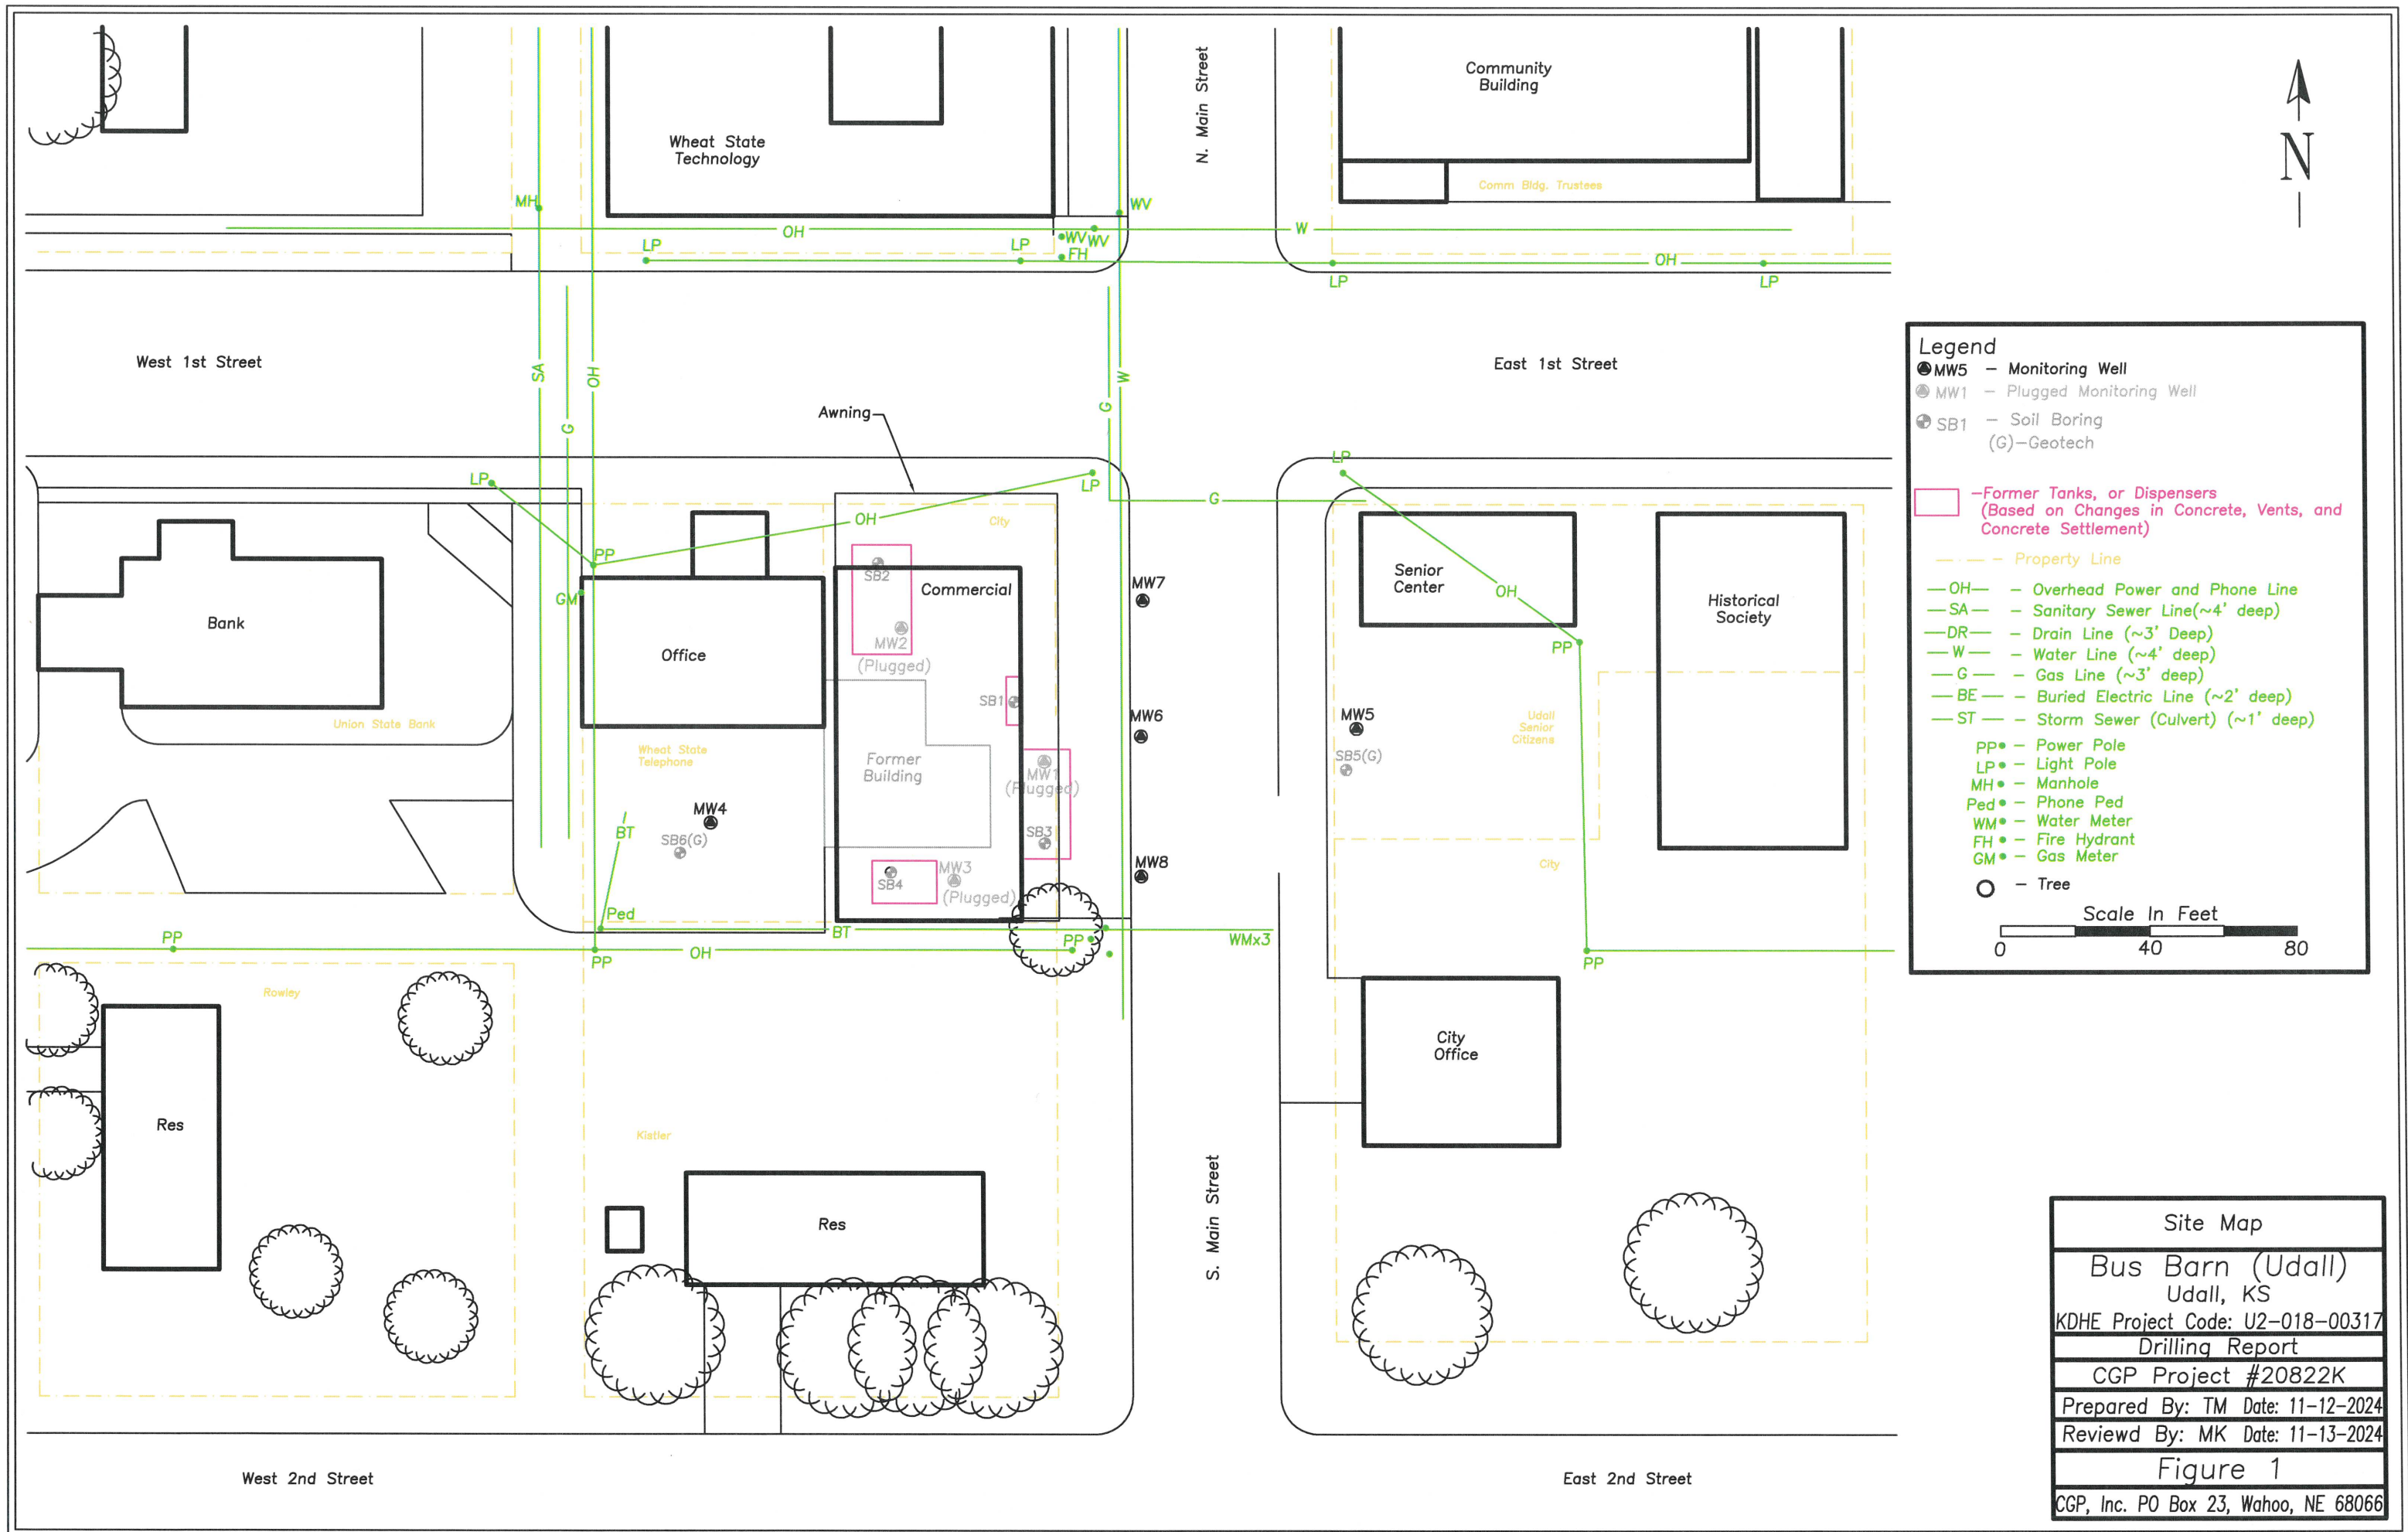 N. Main Street
Community
Building
Wheat State
Technology
Comm Bldg. Trustees
N
MH
WV
OH
W
LP
LP
WV
WV
FH
OH
LP
LP
West 1st Street
East 1st Street
SA
OH
W
G
G
Awning
LP
LP
LP
G
OH
City
PP
SB2
Commercial
MW7
GM
Senior
Center
OH
Historical
Society
Bank
Office
MW2
(Plugged)
PP
SB1
MW6
MW5
Union State Bank
Udall
Senior
Citizens
Wheat State
Telephone
Former
Building
MW1
(Plugged)
SB5(G)
MW4
BT
SB6(G)
SB3
MW8
City
SB4
MW3
(Plugged)
Ped
PP
BT
PP
WMx3
PP
OH
PP
Rowley
City
Office
Res
Kistler
Res
S. Main Street
West 2nd Street
East 2nd Street
Legend
MW5 – Monitoring Well
MW1 – Plugged Monitoring Well
SB1 – Soil Boring
(G)–Geotech
–Former Tanks, or Dispensers
(Based on Changes in Concrete, Vents, and
Concrete Settlement)
– Property Line
OH – Overhead Power and Phone Line
SA – Sanitary Sewer Line(~4' deep)
DR – Drain Line (~3' Deep)
W – Water Line (~4' deep)
G – Gas Line (~3' deep)
BE – Buried Electric Line (~2' deep)
ST – Storm Sewer (Culvert) (~1' deep)
PP – Power Pole
LP – Light Pole
MH – Manhole
Ped – Phone Ped
WM – Water Meter
FH – Fire Hydrant
GM – Gas Meter
– Tree
Scale In Feet
0 40 80
Site Map
Bus Barn (Udall)
Udall, KS
KDHE Project Code: U2-018-00317
Drilling Report
CGP Project #20822K
Prepared By: TM Date: 11-12-2024
Reviewd By: MK Date: 11-13-2024
Figure 1
CGP, Inc. PO Box 23, Wahoo, NE 68066